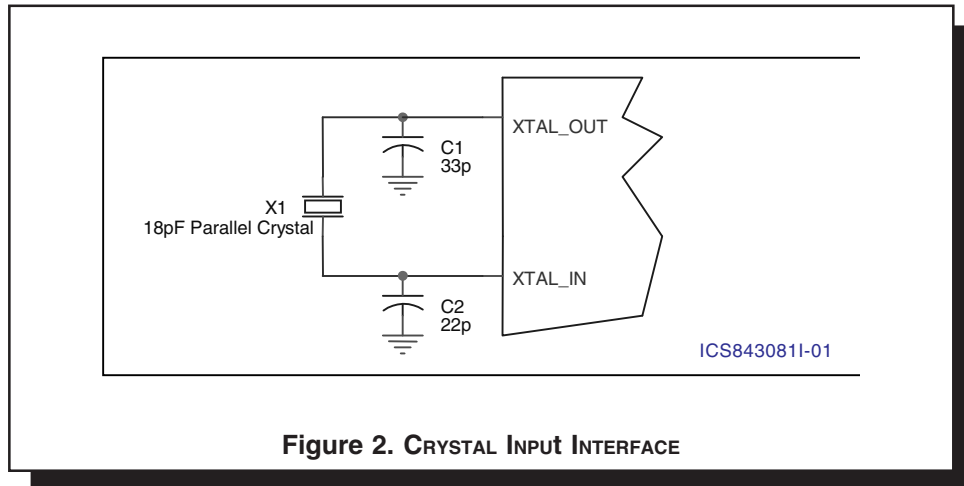 XTAL_OUT
C1
33p
X1
18pF Parallel Crystal
XTAL_IN
C2
22p
ICS843081I-01
Figure 2. CRYSTAL INPUt INTERFACE